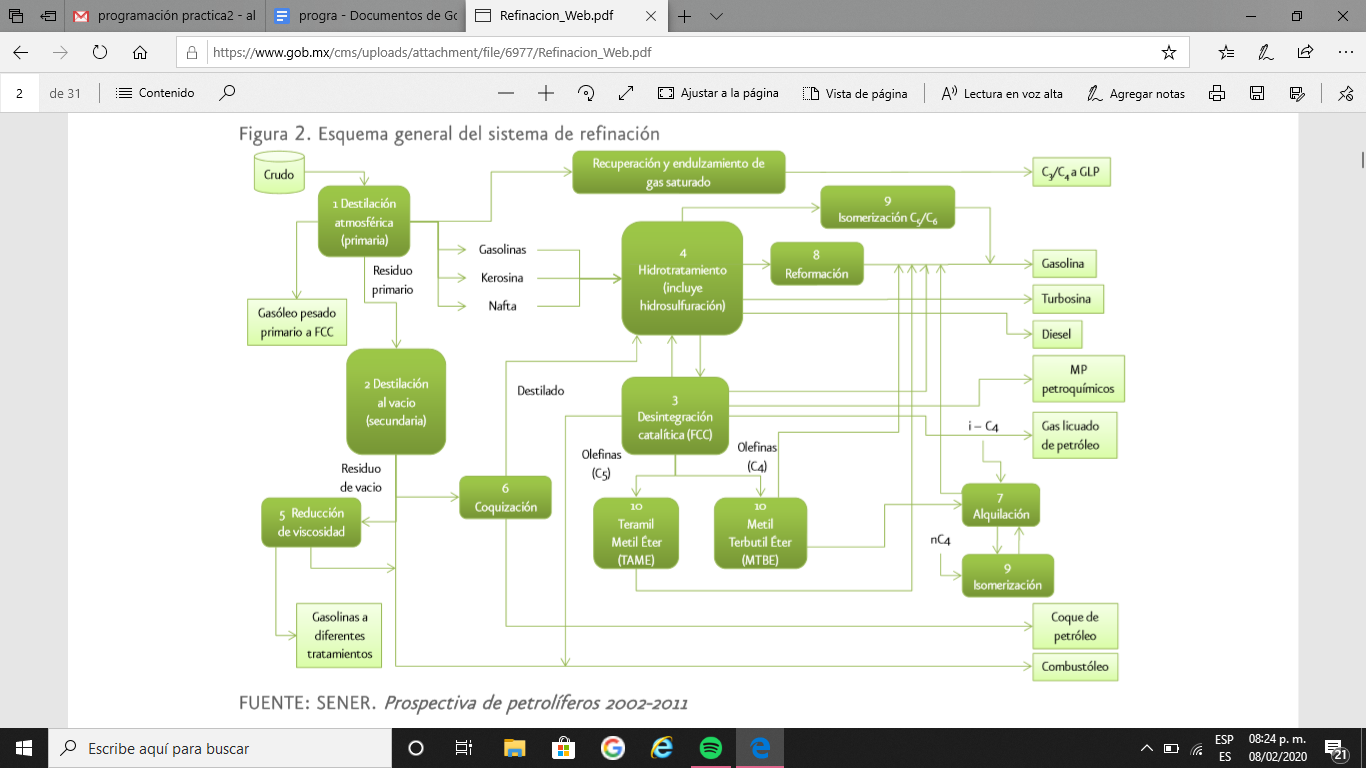 programación practica2 - al
progra - Documentos de Go
Refinacion_Web.pdf
https://www.gob.mx/cms/uploads/attachment/file/6977/Refinacion_Web.pdf
2 de 31
Contenido
Ajustar a la página
Vista de página
Lectura en voz alta
Agregar notas
Figura 2. Esquema general del sistema de refinación
Crudo
Recuperación y endulzamiento de
gas saturado
C3/C4 a GLP
1 Destilación
atmosférica
(primaria)
9
Isomerización C5/C6
Gasolinas
Kerosina
Nafta
4
Hidrotratamiento
(incluye
hidrosulfuración)
8
Reformación
Gasolina
Turbosina
Diesel
Residuo
primario
Gasóleo pesado
primario a FCC
2 Destilación
al vacio
(secundaria)
Destilado
3
Desintegración
catalítica (FCC)
MP
petroquímicos
i – C4
Gas licuado
de petróleo
Olefinas
(C5)
Olefinas
(C4)
Residuo
de vacio
5 Reducción
de viscosidad
6
Coquización
10
Teramil
Metil Éter
(TAME)
10
Metil
Terbutil Éter
(MTBE)
7
Alquilación
nC4
9
Isomerización
Gasolinas a
diferentes
tratamientos
Coque de
petróleo
Combustóleo
FUENTE: SENER. Prospectiva de petrolíferos 2002-2011
Escribe aquí para buscar
ESP
ES
08:24 p. m.
08/02/2020
21